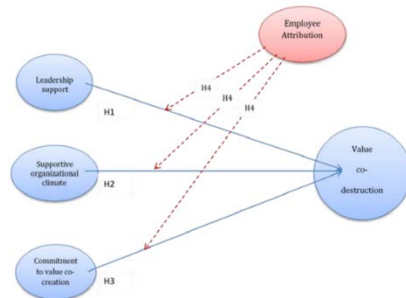 Employee
Attribution
Leadership
support
H4
H1
H4
H4
Supportive
organizational
climate
H2
Value
co-
destruction
Commitment
to value co-
creation
H3